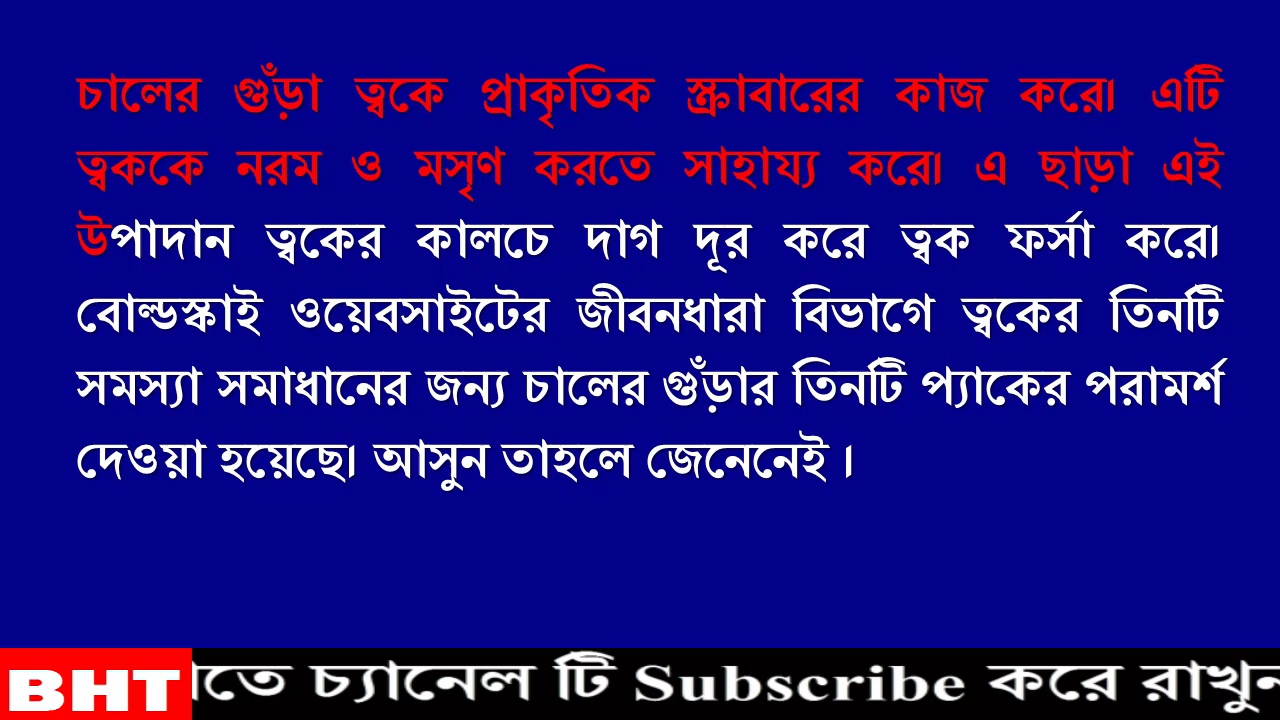 চালের গুঁড়া ত্বকে প্রাকৃতিক স্ক্রাবারের কাজ করে৷ এটি
ত্বককে নরম ও মসৃণ করতে সাহায্য করে৷ এ ছাড়া এই
উপাদান ত্বকের কালচে দাগ দূর করে ত্বক ফর্সা করে৷
বোল্ডস্কাই ওয়েবসাইটের জীবনধারা বিভাগে ত্বকের তিনটি
সমস্যা সমাধানের জন্য চালের গুঁড়ার তিনটি প্যাকের পরামর্শ
দেওয়া হয়েছে৷ আসুন তাহলে জেনেনেই ।
BHT চ্যানেল টি Subscribe করে রাখুন